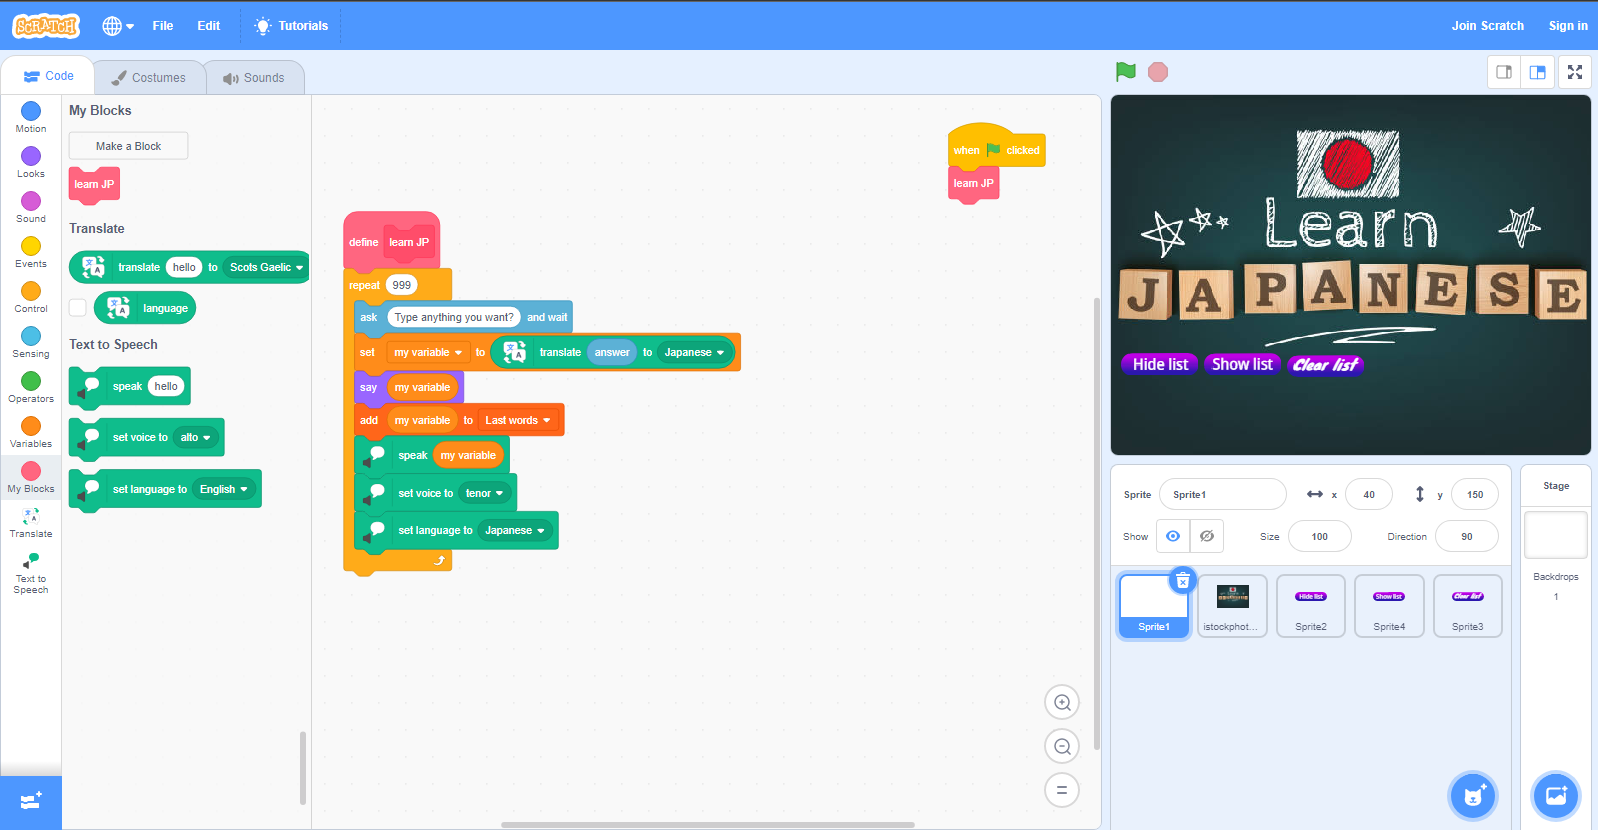 SCRATCH
File
Edit
Tutorials
Join Scratch
Sign in
Code
Costumes
Sounds
Motion
Looks
Sound
Events
Control
Sensing
Operators
Variables
My Blocks
Translate
Text to
Speech
My Blocks
Make a Block
learn JP
Translate
translate hello to Scots Gaelic
language
Text to Speech
speak hello
set voice to alto
set language to English
when clicked
learn JP
define learn JP
repeat 999
ask Type anything you want? and wait
set my variable to translate answer to Japanese
say my variable
add my variable to Last words
speak my variable
set voice to tenor
set language to Japanese
Learn
JAPANESE
Hide list
Show list
Clear list
Sprite Sprite1 x 40 y 150
Show Size 100 Direction 90
Sprite1
istockphot...
Hide list
Sprite2
Show list
Sprite4
Clear list
Sprite3
Stage
Backdrops
1